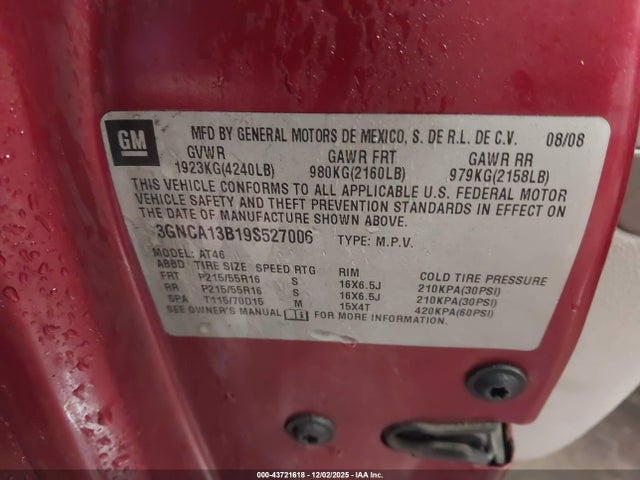 GM
MFD BY GENERAL MOTORS DE MEXICO, S. DE R.L. DE C.V. 08/08
GVWR GAWR FRT GAWR RR
1923KG(4240LB) 980KG(2160LB) 979KG(2158LB)
THIS VEHICLE CONFORMS TO ALL APPLICABLE U.S. FEDERAL MOTOR
VEHICLE SAFETY AND THEFT PREVENTION STANDARDS IN EFFECT ON
THE DATE OF MANUFACTURE SHOWN ABOVE.
3GNCA13B19S527006 TYPE: M.P.V.
MODEL: AT46
ABBD TIRE SIZE SPEED RTG RIM COLD TIRE PRESSURE
FRT P215/55R16 S 16X6.5J 210KPA(30PSI)
RR P215/55R16 S 16X6.5J 210KPA(30PSI)
SPA T115/70D15 M 15X4T 420KPA(60PSI)
SEE OWNER'S MANUAL FOR MORE INFORMATION.
000-43721618 - 12/02/2025 - IAA Inc.